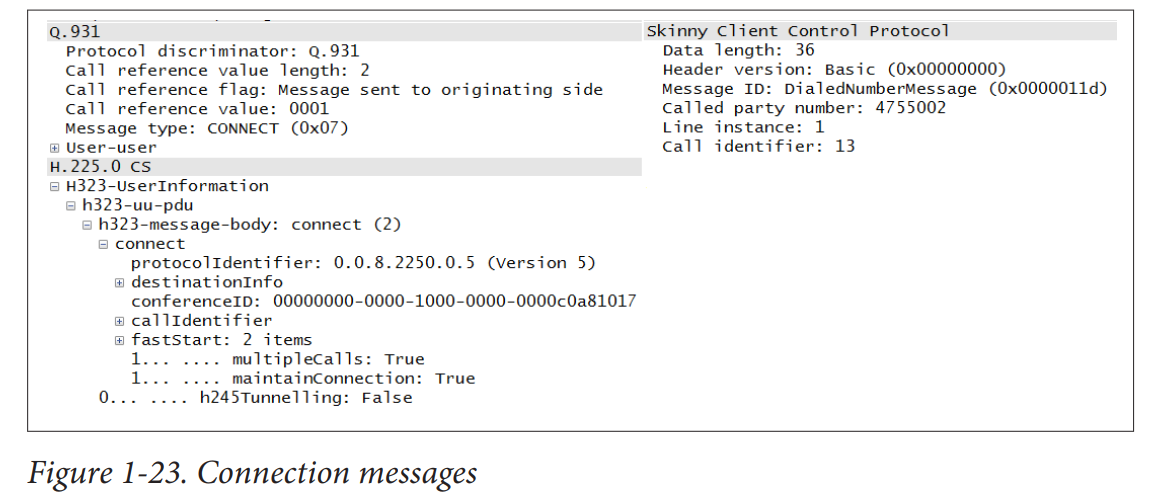 Q.931
Protocol discriminator: Q.931
Call reference value length: 2
Call reference flag: Message sent to originating side
Call reference value: 0001
Message type: CONNECT (0x07)
User-user
H.225.0 CS
H323-UserInformation
h323-uu-pdu
h323-message-body: connect (2)
connect
protocolIdentifier: 0.0.8.2250.0.5 (Version 5)
destinationInfo
conferenceID: 00000000-0000-1000-0000-0000c0a81017
callIdentifier
fastStart: 2 items
1... .... multipleCalls: True
1... .... maintainConnection: True
0... .... h245Tunnelling: False
Skinny Client Control Protocol
Data length: 36
Header version: Basic (0x00000000)
Message ID: DialedNumberMessage (0x0000011d)
Called party number: 4755002
Line instance: 1
Call identifier: 13
Figure 1-23. Connection messages